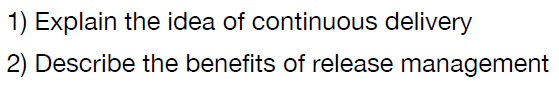 1) Explain the idea of continuous delivery
2) Describe the benefits of release management